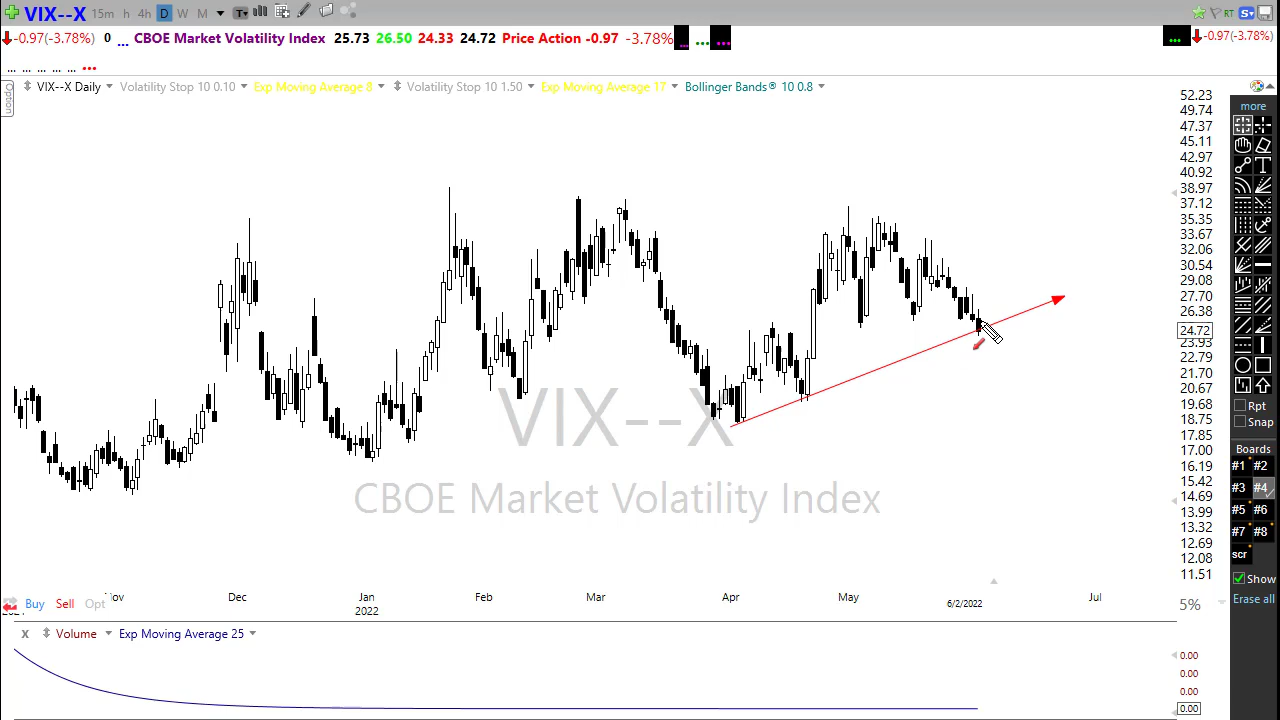 VIX--X 15m h 4h D W M T RT S
-0.97(-3.78%) 0 ... CBOE Market Volatility Index 25.73 26.50 24.33 24.72 Price Action -0.97 -3.78% ... ... ... ... -0.97(-3.78%)
... ... ... ... ... ...
Option
VIX--X Daily Volatility Stop 10 0.10 Exp Moving Average 8 Volatility Stop 10 1.50 Exp Moving Average 17 Bollinger Bands® 10 0.8
52.23
49.74
47.37
45.11
42.97
40.92
38.97
37.12
35.35
33.67
32.06
30.54
29.08
27.70
26.38
24.72
23.93
22.79
21.70
20.67
19.68
18.75
17.85
17.00
16.19
15.42
14.69
13.99
13.32
12.69
12.08
11.51
VIX--X
CBOE Market Volatility Index
Nov Dec Jan Feb Mar Apr May 6/2/2022 Jul
2022
Buy Sell Opt 5%
X Volume Exp Moving Average 25
0.00
0.00
0.00
0.00
more
T
Rpt
Snap
Boards
#1 #2
#3 #4
#5 #6
#7 #8
scr
Show
Erase all